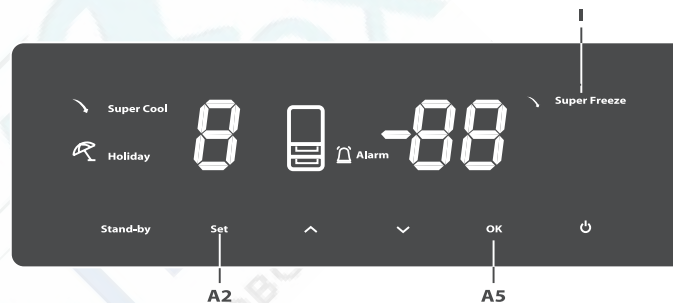 I
Super Cool
8
-88
Super Freeze
Holiday
Alarm
Stand-by
Set
OK
A2
A5